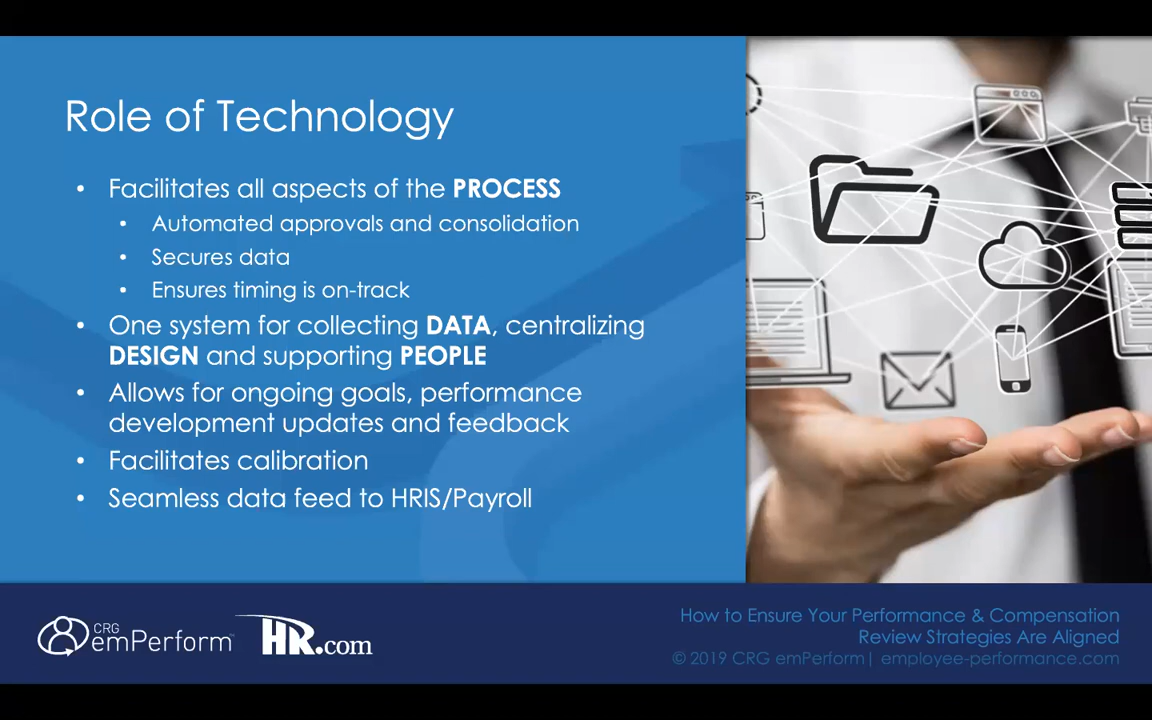 Role of Technology
• Facilitates all aspects of the PROCESS
• Automated approvals and consolidation
• Secures data
• Ensures timing is on-track
• One system for collecting DATA, centralizing
DESIGN and supporting PEOPLE
• Allows for ongoing goals, performance
development updates and feedback
• Facilitates calibration
• Seamless data feed to HRIS/Payroll
CRG
emPerform™
HR.com
How to Ensure Your Performance & Compensation
Review Strategies Are Aligned
© 2019 CRG emPerform| employee-performance.com